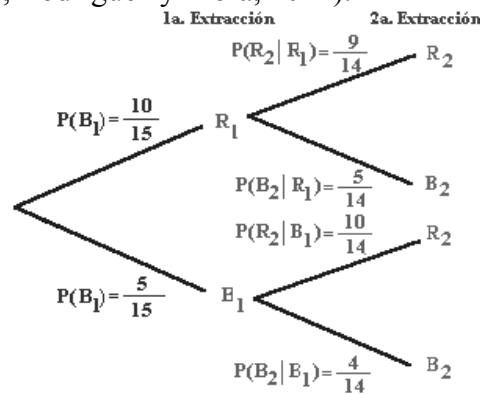 1a. Extracción 2a. Extracción
P(R₂|R₁)= 9/14
R₂
P(B₁)= 10/15
R₁
P(B₂|R₁)= 5/14
B₂
P(R₂|B₁)= 10/14
R₂
P(B₁)= 5/15
B₁
P(B₂|B₁)= 4/14
B₂